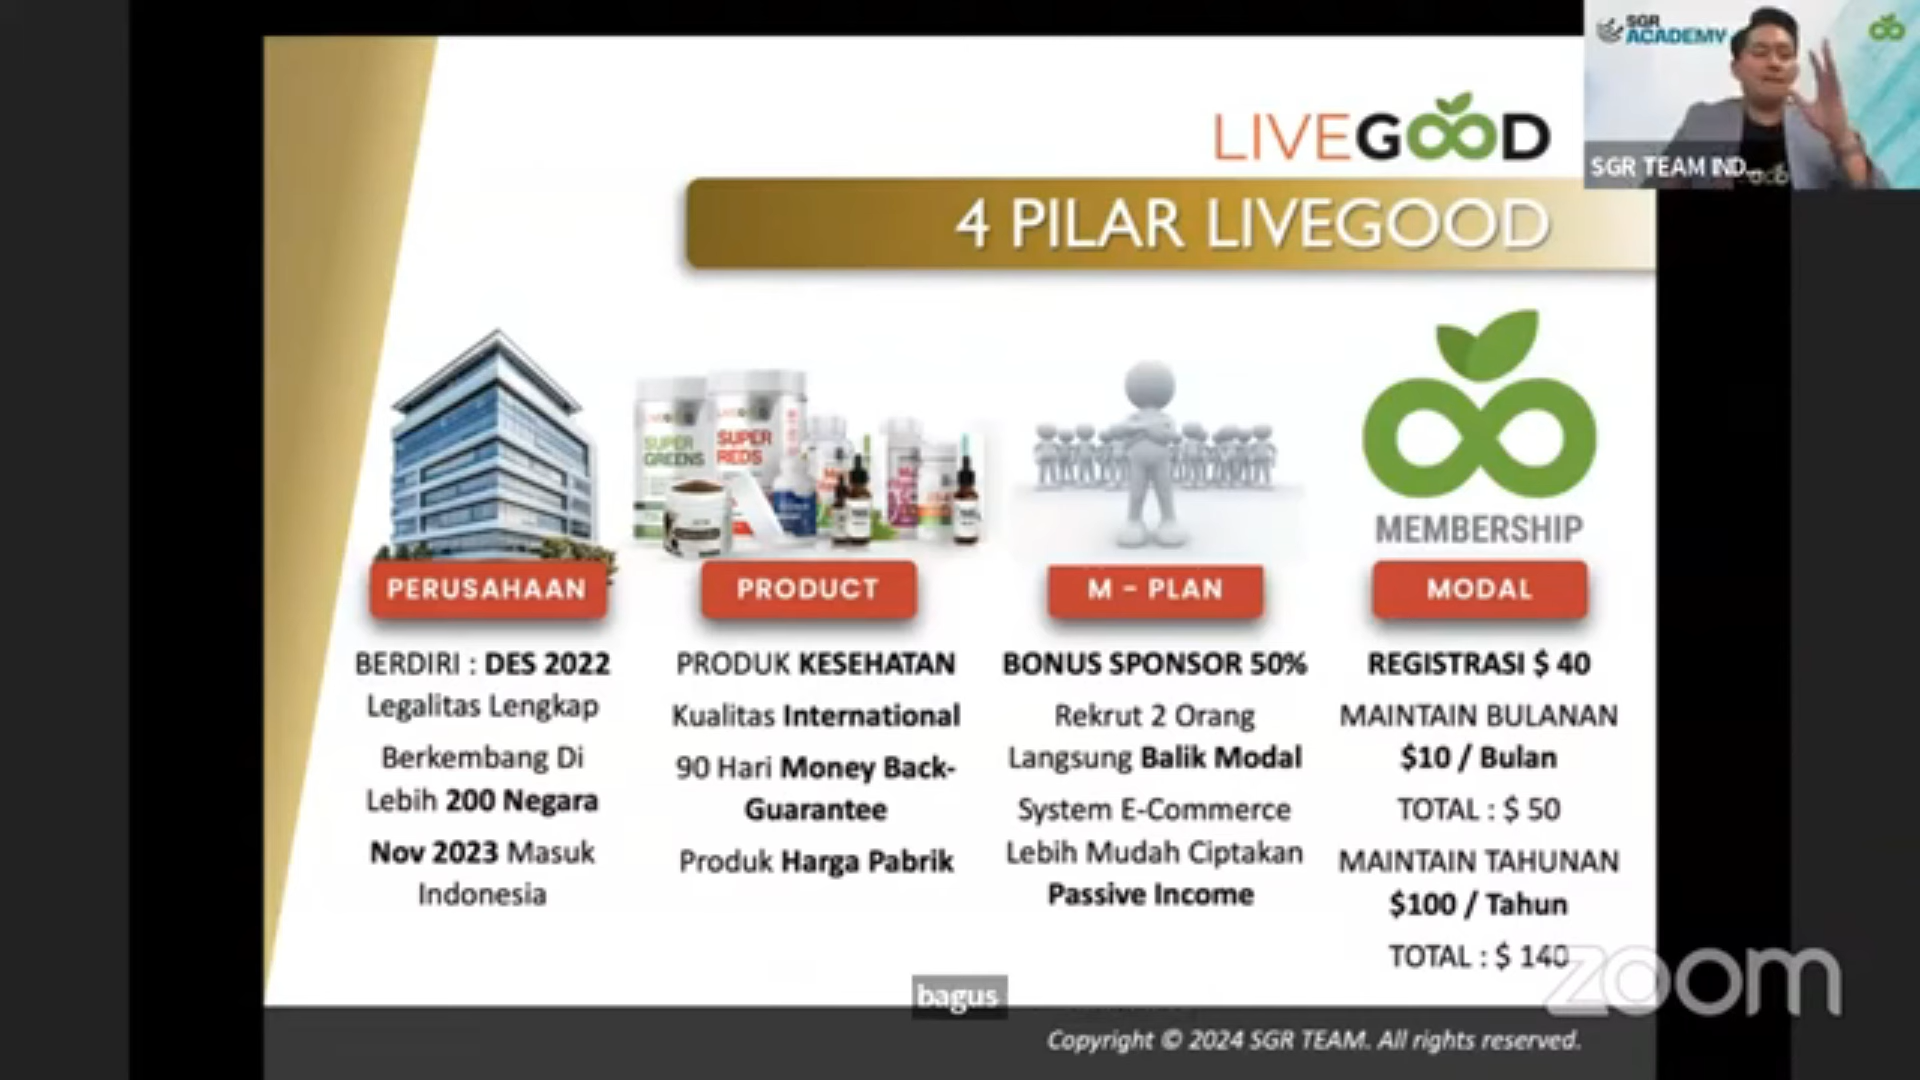 SGR
ACADEMY
SGR TEAM IND...
LIVEGOOD
4 PILAR LIVEGOOD
SUPER
GREENS
SUPER
REDS
MEMBERSHIP
PERUSAHAAN
BERDIRI : DES 2022
Legalitas Lengkap
Berkembang Di
Lebih 200 Negara
Nov 2023 Masuk
Indonesia
PRODUCT
PRODUK KESEHATAN
Kualitas International
90 Hari Money Back-
Guarantee
Produk Harga Pabrik
M - PLAN
BONUS SPONSOR 50%
Rekrut 2 Orang
Langsung Balik Modal
System E-Commerce
Lebih Mudah Ciptakan
Passive Income
MODAL
REGISTRASI $ 40
MAINTAIN BULANAN
$10 / Bulan
TOTAL : $ 50
MAINTAIN TAHUNAN
$100 / Tahun
TOTAL : $ 140
zoom
bagus
Copyright © 2024 SGR TEAM. All rights reserved.